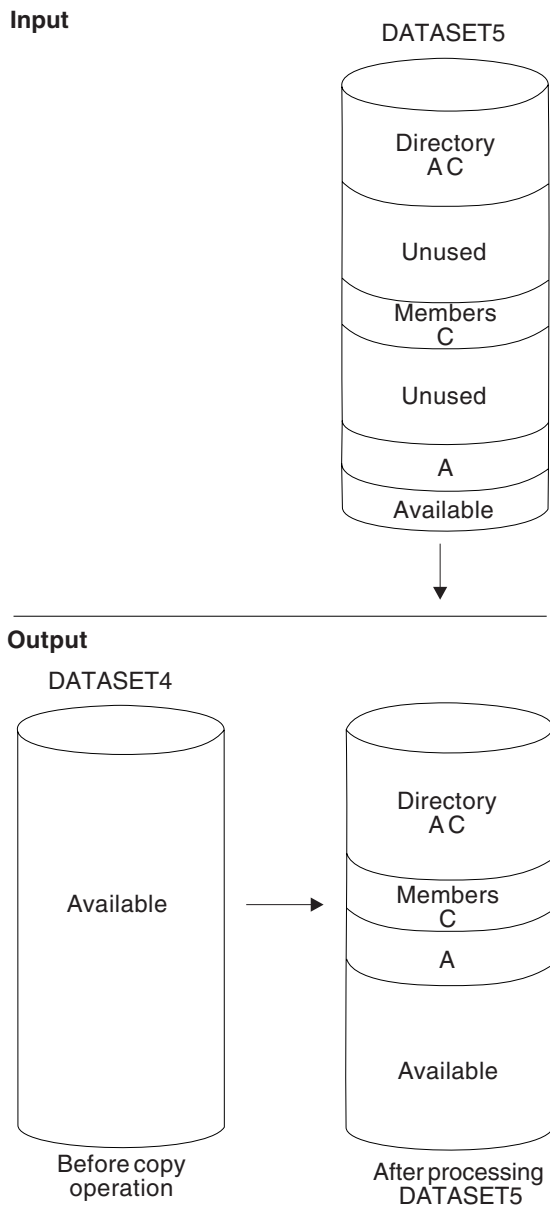 Input
DATASET5
Directory
A C
Unused
Members
C
Unused
A
Available
Output
DATASET4
Available
Before copy
operation
Directory
A C
Members
C
A
Available
After processing
DATASET5